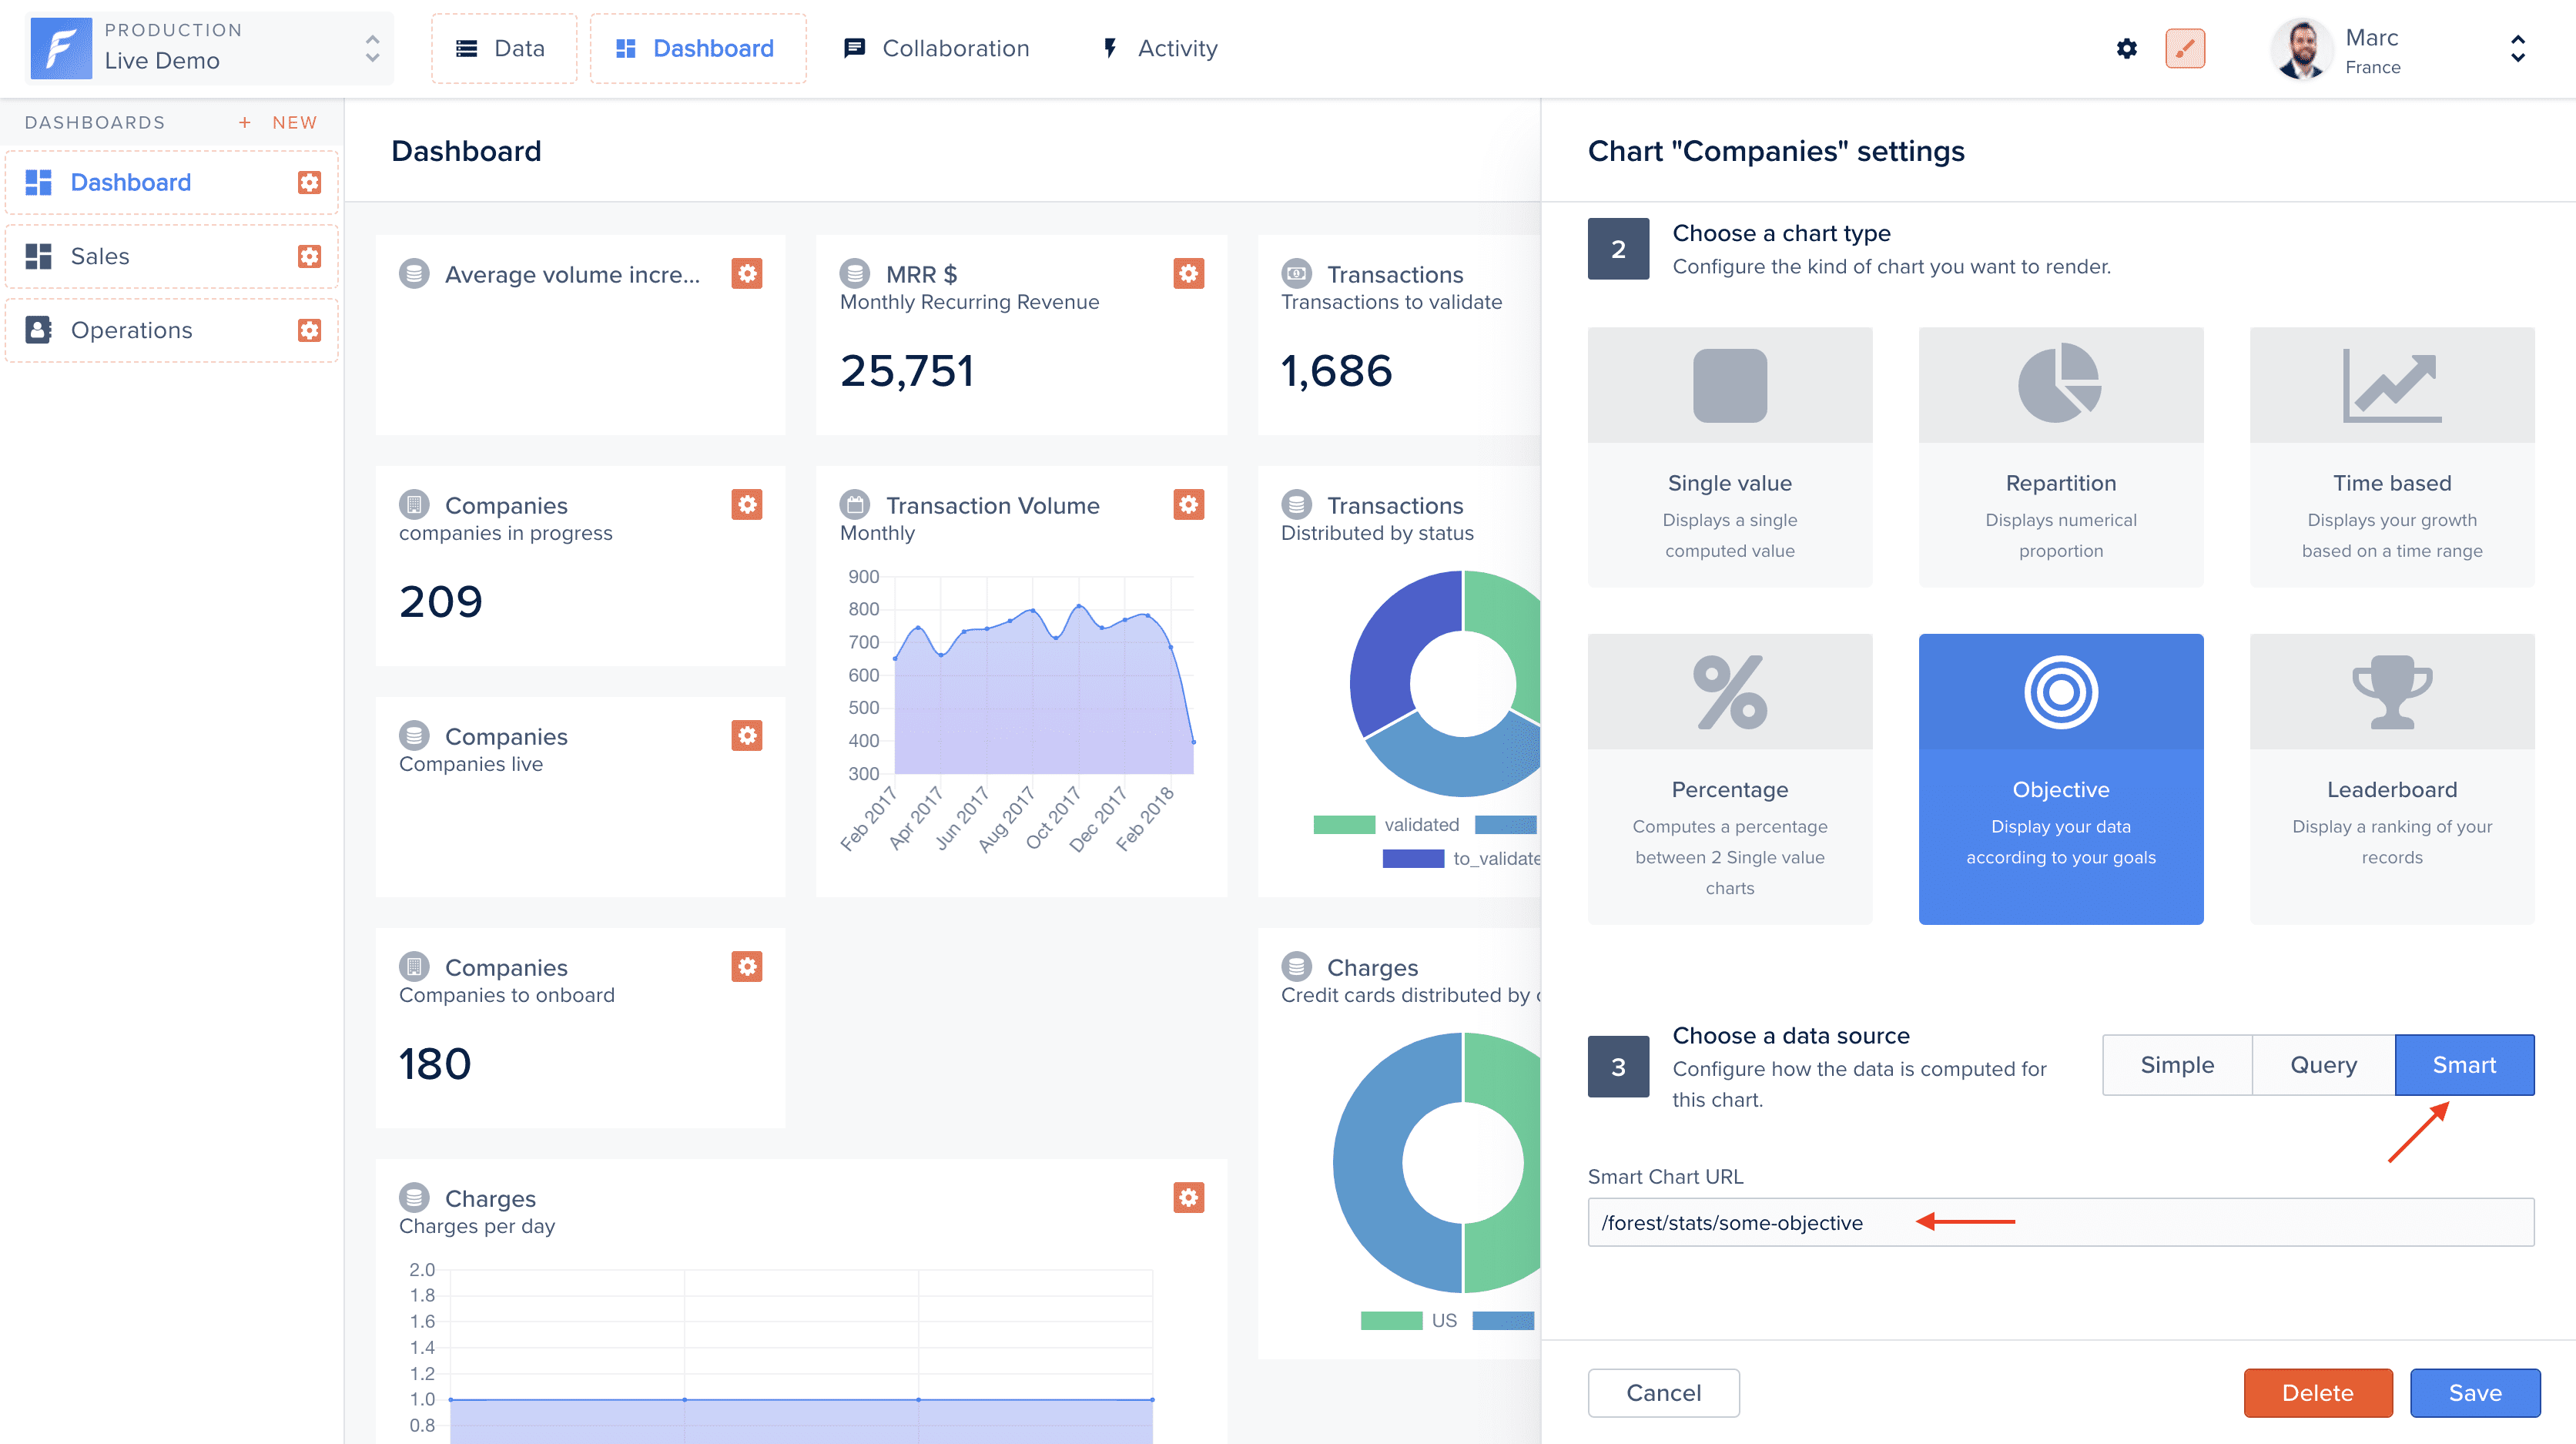 PRODUCTION
Live Demo
Data
Dashboard
Collaboration
Activity
Marc
France
DASHBOARDS
+ NEW
Dashboard
Sales
Operations
Dashboard
Average volume incre...
MRR $
Monthly Recurring Revenue
25,751
Transactions
Transactions to validate
1,686
Companies
companies in progress
209
Transaction Volume
Monthly
900
800
700
600
500
400
300
Feb 2017
Apr 2017
Jun 2017
Aug 2017
Oct 2017
Dec 2017
Feb 2018
Transactions
Distributed by status
validated
to_validate
Companies
Companies live
Companies
Companies to onboard
180
Charges
Credit cards distributed by
US
Charges
Charges per day
2.0
1.8
1.6
1.4
1.2
1.0
0.8
Chart "Companies" settings
2
Choose a chart type
Configure the kind of chart you want to render.
Single value
Displays a single
computed value
Repartition
Displays numerical
proportion
Time based
Displays your growth
based on a time range
Percentage
Computes a percentage
between 2 Single value
charts
Objective
Display your data
according to your goals
Leaderboard
Display a ranking of your
records
3
Choose a data source
Configure how the data is computed for
this chart.
Simple
Query
Smart
Smart Chart URL
/forest/stats/some-objective
Cancel
Delete
Save